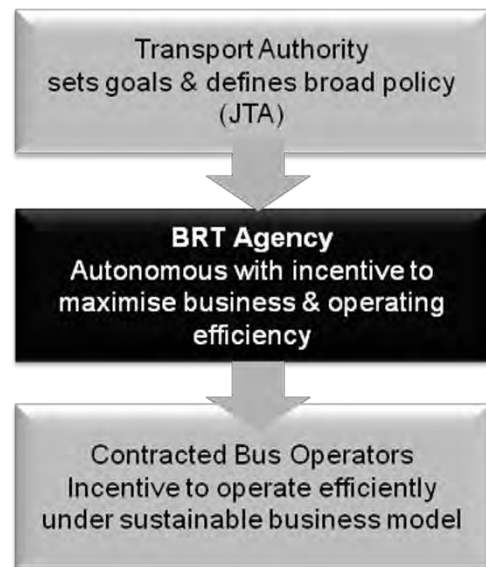 Transport Authority
sets goals & defines broad policy
(JTA)
BRT Agency
Autonomous with incentive to
maximise business & operating
efficiency
Contracted Bus Operators
Incentive to operate efficiently
under sustainable business model